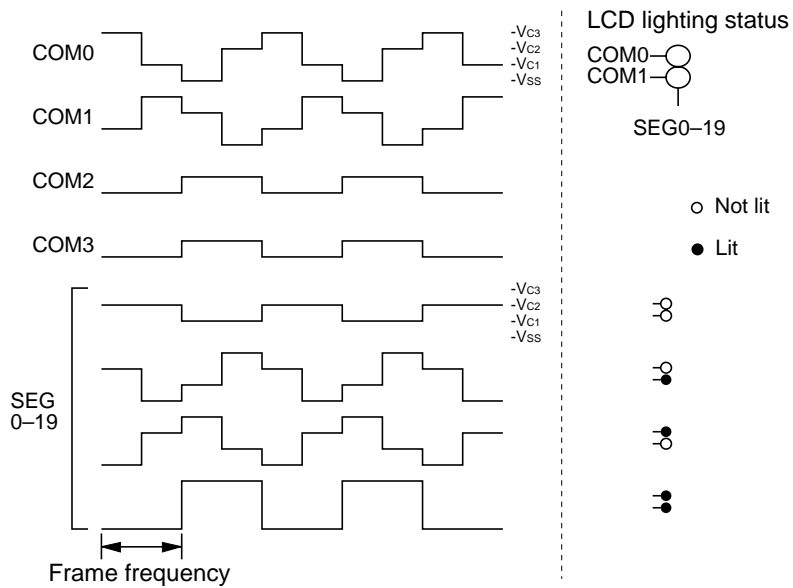 LCD lighting status
COM0
-VC3
-VC2
-VC1
-VSS
COM0
COM1
SEG0–19
COM1
COM2
Not lit
COM3
Lit
-VC3
-VC2
-VC1
-VSS
SEG
0–19
Frame frequency